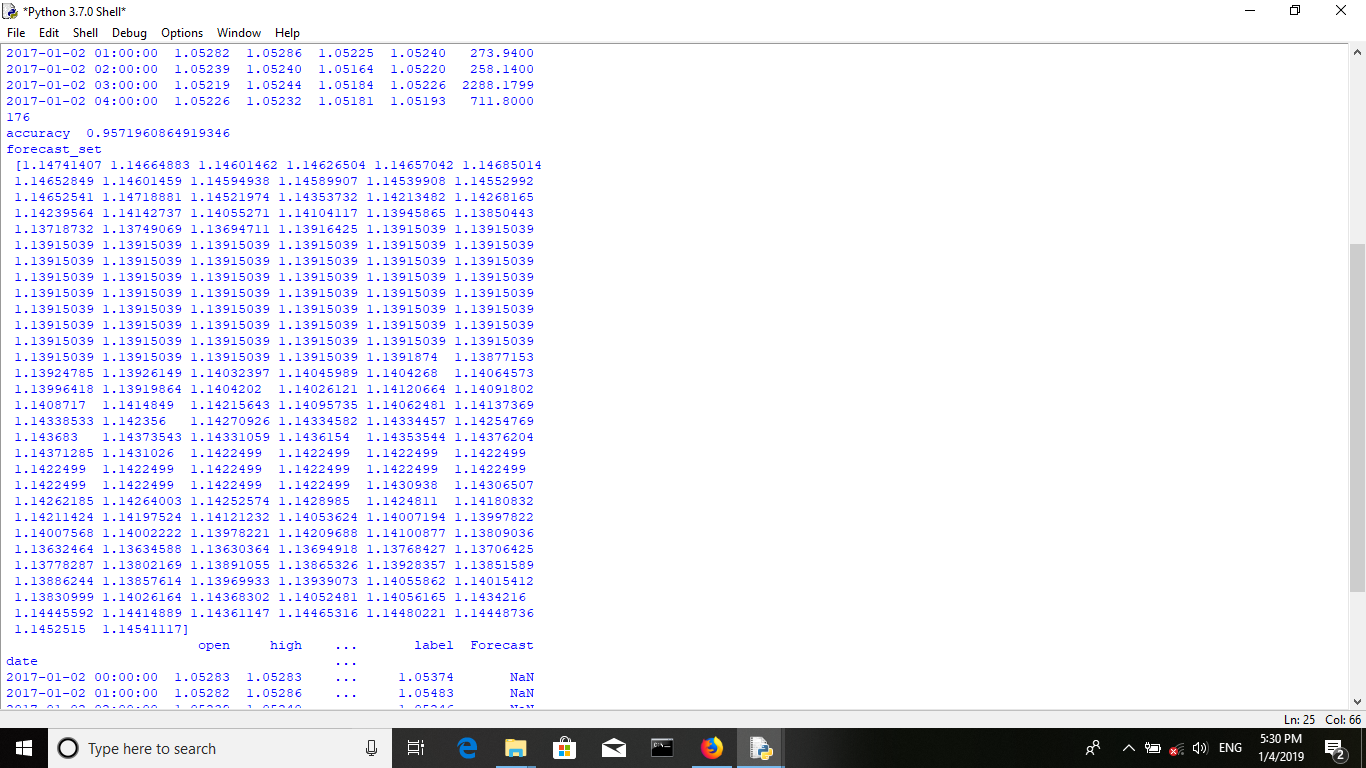 *Python 3.7.0 Shell*
File Edit Shell Debug Options Window Help
2017-01-02 01:00:00 1.05282 1.05286 1.05225 1.05240 273.9400
2017-01-02 02:00:00 1.05239 1.05240 1.05164 1.05220 258.1400
2017-01-02 03:00:00 1.05219 1.05244 1.05184 1.05226 2288.1799
2017-01-02 04:00:00 1.05226 1.05232 1.05181 1.05193 711.8000
176
accuracy 0.9571960864919346
forecast_set
[1.14741407 1.14664883 1.14601462 1.14626504 1.14657042 1.14685014
1.14652849 1.14601459 1.14594938 1.14589907 1.14539908 1.14552992
1.14652541 1.14718881 1.14521974 1.14353732 1.14213482 1.14268165
1.14239564 1.14142737 1.14055271 1.14104117 1.13945865 1.13850443
1.13718732 1.13749069 1.13694711 1.13916425 1.13915039 1.13915039
1.13915039 1.13915039 1.13915039 1.13915039 1.13915039 1.13915039
1.13915039 1.13915039 1.13915039 1.13915039 1.13915039 1.13915039
1.13915039 1.13915039 1.13915039 1.13915039 1.13915039 1.13915039
1.13915039 1.13915039 1.13915039 1.13915039 1.13915039 1.13915039
1.13915039 1.13915039 1.13915039 1.13915039 1.13915039 1.13915039
1.13915039 1.13915039 1.13915039 1.13915039 1.13915039 1.13915039
1.13915039 1.13915039 1.13915039 1.13915039 1.13915039 1.13915039
1.13915039 1.13915039 1.13915039 1.13915039 1.1391874 1.13877153
1.13924785 1.13926149 1.14032397 1.14045989 1.1404268 1.14064573
1.13996418 1.13919864 1.1404202 1.14026121 1.14120664 1.14091802
1.1408717 1.1414849 1.14215643 1.14095735 1.14062481 1.14137369
1.14338533 1.142356 1.14270926 1.14334582 1.14334457 1.14254769
1.143683 1.14373543 1.14331059 1.1436154 1.14353544 1.14376204
1.14371285 1.1431026 1.1422499 1.1422499 1.1422499 1.1422499
1.1422499 1.1422499 1.1422499 1.1422499 1.1422499 1.1422499
1.1422499 1.1422499 1.1422499 1.1422499 1.1430938 1.14306507
1.14262185 1.14264003 1.14252574 1.1428985 1.1424811 1.14180832
1.14211424 1.14197524 1.14121232 1.14053624 1.14007194 1.13997822
1.14007568 1.14002222 1.13978221 1.14209688 1.14100877 1.13809036
1.13632464 1.13634588 1.13630364 1.13694918 1.13768427 1.13706425
1.13778287 1.13802169 1.13891055 1.13865326 1.13928357 1.13851589
1.13886244 1.13857614 1.13969933 1.13939073 1.14055862 1.14015412
1.13830999 1.14026164 1.14368302 1.14052481 1.14056165 1.1434216
1.14445592 1.14414889 1.14361147 1.14465316 1.14480221 1.14448736
1.1452515 1.14541117]
open high ... label Forecast
date ...
2017-01-02 00:00:00 1.05283 1.05283 ... 1.05374 NaN
2017-01-02 01:00:00 1.05282 1.05286 ... 1.05483 NaN
Ln: 25 Col: 66
Type here to search
ENG
5:30 PM
1/4/2019
2